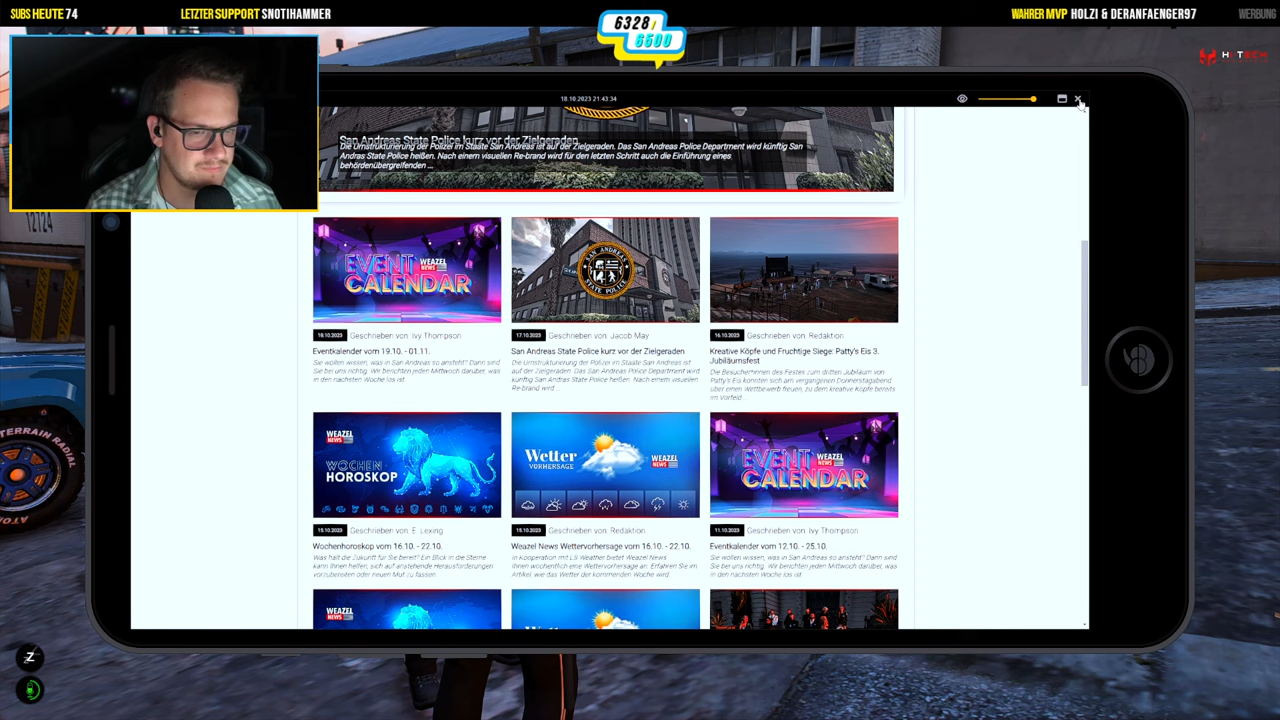 SUBS HEUTE 74
LETZTER SUPPORT SNOTIHAMMER
6328 /
6600
WAHRER MVP HOLZI & DERANFAENGER97
WERBUNG
18.10.2023 21:43:34
San Andreas State Police kurz vor der Zielgeraden
Die Umstrukturierung der Polizei im Staate San Andreas ist auf der Zielgeraden. Das San Andreas Police Department wird künftig San
Andras State Police heißen. Nach einem visuellen Re-brand wird für den letzten Schritt auch die Einführung eines
behördenübergreifenden ...
12124
EVENT
CALENDAR
WEAZEL
NEWS
SAN ANDREAS
STATE POLICE
18.10.2023 Geschrieben von: Ivy Thompson
Eventkalender vom 19.10. - 01.11.
Sie wollen wissen, was in San Andreas so ansteht? Dann sind
Sie bei uns richtig. Wir berichten jeden Mittwoch darüber, was
in den nächsten Woche los ist.
17.10.2023 Geschrieben von: Jacob May
San Andreas State Police kurz vor der Zielgeraden
Die Umstrukturierung der Polizei im Staate San Andreas ist
auf der Zielgeraden. Das San Andreas Police Department wird
künftig San Andras State Police heißen. Nach einem visuellen
Re-brand wird ...
16.10.2023 Geschrieben von: Redaktion
Kreative Köpfe und Fruchtige Siege: Patty's Eis 3.
Jubiläumsfest
Die Besucher:innen des Festes zum dritten Jubiläum von
Patty's Eis konnten sich am vergangenen Donnerstagabend
über einen Wettbewerb freuen, zu dem kreative Köpfe bereits
im Vorfeld ...
WEAZEL
NEWS
WOCHEN
HOROSKOP
Wetter
VORHERSAGE
WEAZEL
NEWS
EVENT
CALENDAR
WEAZEL
NEWS
15.10.2023 Geschrieben von: E. Lexing
Wochenhoroskop vom 16.10. - 22.10.
Was hält die Zukunft für Sie bereit? Ein Blick in die Sterne
kann Ihnen helfen, sich auf anstehende Herausforderungen
vorzubereiten oder neuen Mut zu fassen.
15.10.2023 Geschrieben von: Redaktion
Weazel News Wettervorhersage vom 16.10. - 22.10.
In Kooperation mit LS Weather bietet Weazel News
Ihnen wöchentlich eine Wettervorhersage an: Erfahren Sie im
Artikel wie das Wetter der kommenden Woche wird.
11.10.2023 Geschrieben von: Ivy Thompson
Eventkalender vom 12.10. - 25.10.
Sie wollen wissen, was in San Andreas so ansteht? Dann sind
Sie bei uns richtig. Wir berichten jeden Mittwoch darüber, was
in den nächsten Woche los ist.
WEAZEL
NEWS
TERRAIN RADIAL
Z